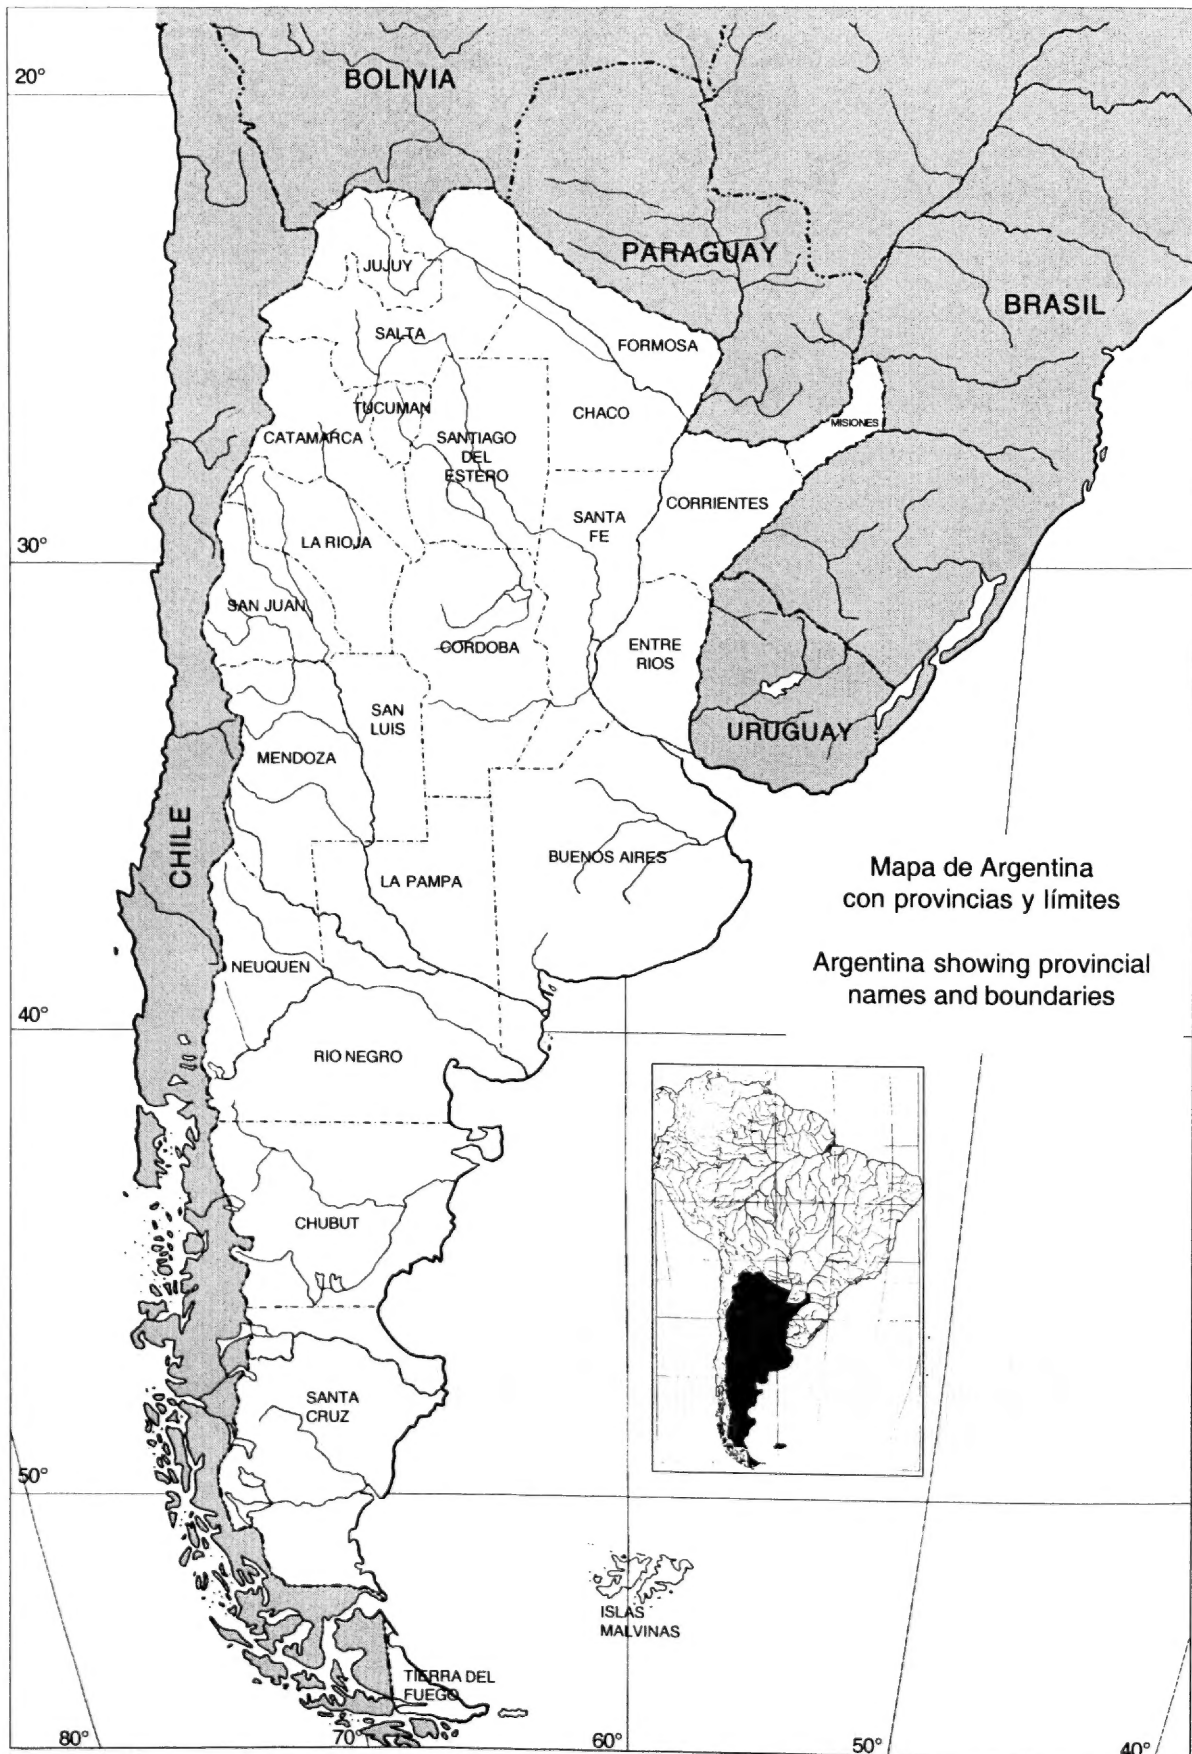 20°
BOLIVIA
PARAGUAY
BRASIL
JUJUY
SALTA
FORMOSA
TUCUMAN
CHACO
MISIONES
CATAMARCA
SANTIAGO
DEL
ESTERO
CORRIENTES
SANTA
FE
LA RIOJA
30°
SAN JUAN
CORDOBA
ENTRE
RIOS
SAN
LUIS
URUGUAY
MENDOZA
CHILE
BUENOS AIRES
LA PAMPA
Mapa de Argentina
con provincias y límites
Argentina showing provincial
names and boundaries
NEUQUEN
40°
RIO NEGRO
CHUBUT
SANTA
CRUZ
50°
ISLAS
MALVINAS
TIERRA DEL
FUEGO
80°
70°
60°
50°
40°